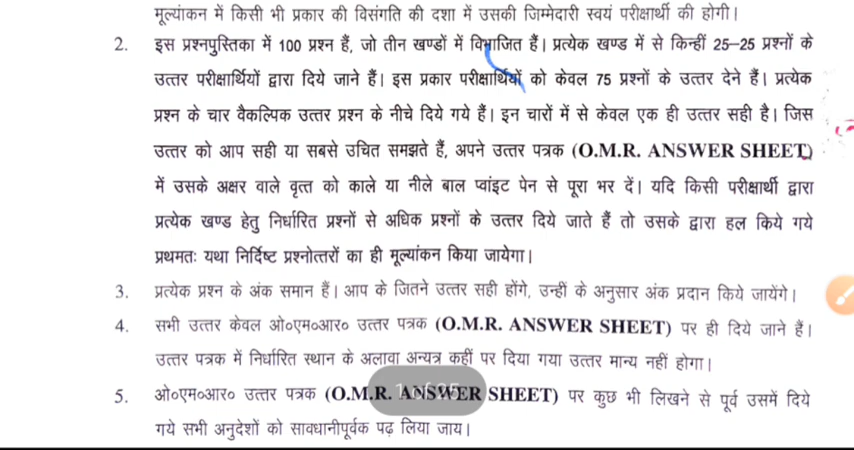 मूल्यांकन में किसी भी प्रकार की विसंगति की दशा में उसकी जिम्मेदारी स्वयं परीक्षार्थी की होगी।
2. इस प्रश्नपुस्तिका में 100 प्रश्न हैं, जो तीन खण्डों में विभाजित हैं। प्रत्येक खण्ड में से किन्हीं 25–25 प्रश्नों के
उत्तर परीक्षार्थियों द्वारा दिये जाने हैं। इस प्रकार परीक्षार्थियों को केवल 75 प्रश्नों के उत्तर देने हैं। प्रत्येक
प्रश्न के चार वैकल्पिक उत्तर प्रश्न के नीचे दिये गये हैं। इन चारों में से केवल एक ही उत्तर सही है। जिस
उत्तर को आप सही या सबसे उचित समझते हैं, अपने उत्तर पत्रक (O.M.R. ANSWER SHEET)
में उसके अक्षर वाले वृत्त को काले या नीले बाल प्वांइट पेन से पूरा भर दें। यदि किसी परीक्षार्थी द्वारा
प्रत्येक खण्ड हेतु निर्धारित प्रश्नों से अधिक प्रश्नों के उत्तर दिये जाते हैं तो उसके द्वारा हल किये गये
प्रथमतः यथा निर्दिष्ट प्रश्नोत्तरों का ही मूल्यांकन किया जायेगा।
3. प्रत्येक प्रश्न के अंक समान हैं। आप के जितने उत्तर सही होंगे, उन्हीं के अनुसार अंक प्रदान किये जायेंगे।
4. सभी उत्तर केवल ओ०एम०आर० उत्तर पत्रक (O.M.R. ANSWER SHEET) पर ही दिये जाने हैं।
उत्तर पत्रक में निर्धारित स्थान के अलावा अन्यत्र कहीं पर दिया गया उत्तर मान्य नहीं होगा।
5. ओ०एम०आर० उत्तर पत्रक (O.M.R. ANSWER SHEET) पर कुछ भी लिखने से पूर्व उसमें दिये
गये सभी अनुदेशों को सावधानीपूर्वक पढ़ लिया जाय।